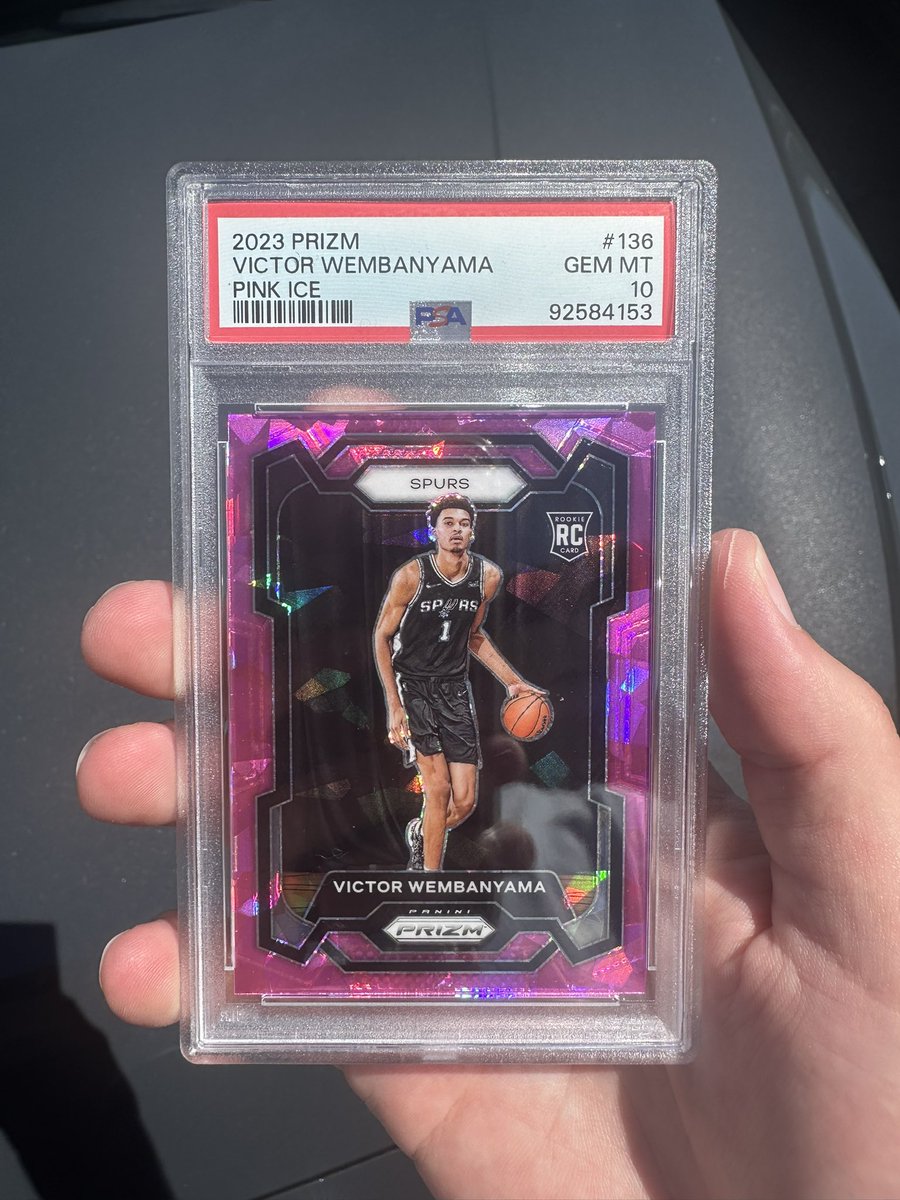 2023 PRIZM #136
VICTOR WEMBANYAMA GEM MT
PINK ICE 10
PSA 92584153
SPURS
ROOKIE
RC
CARD
SPURS
1
VICTOR WEMBANYAMA
PANINI
PRIZM